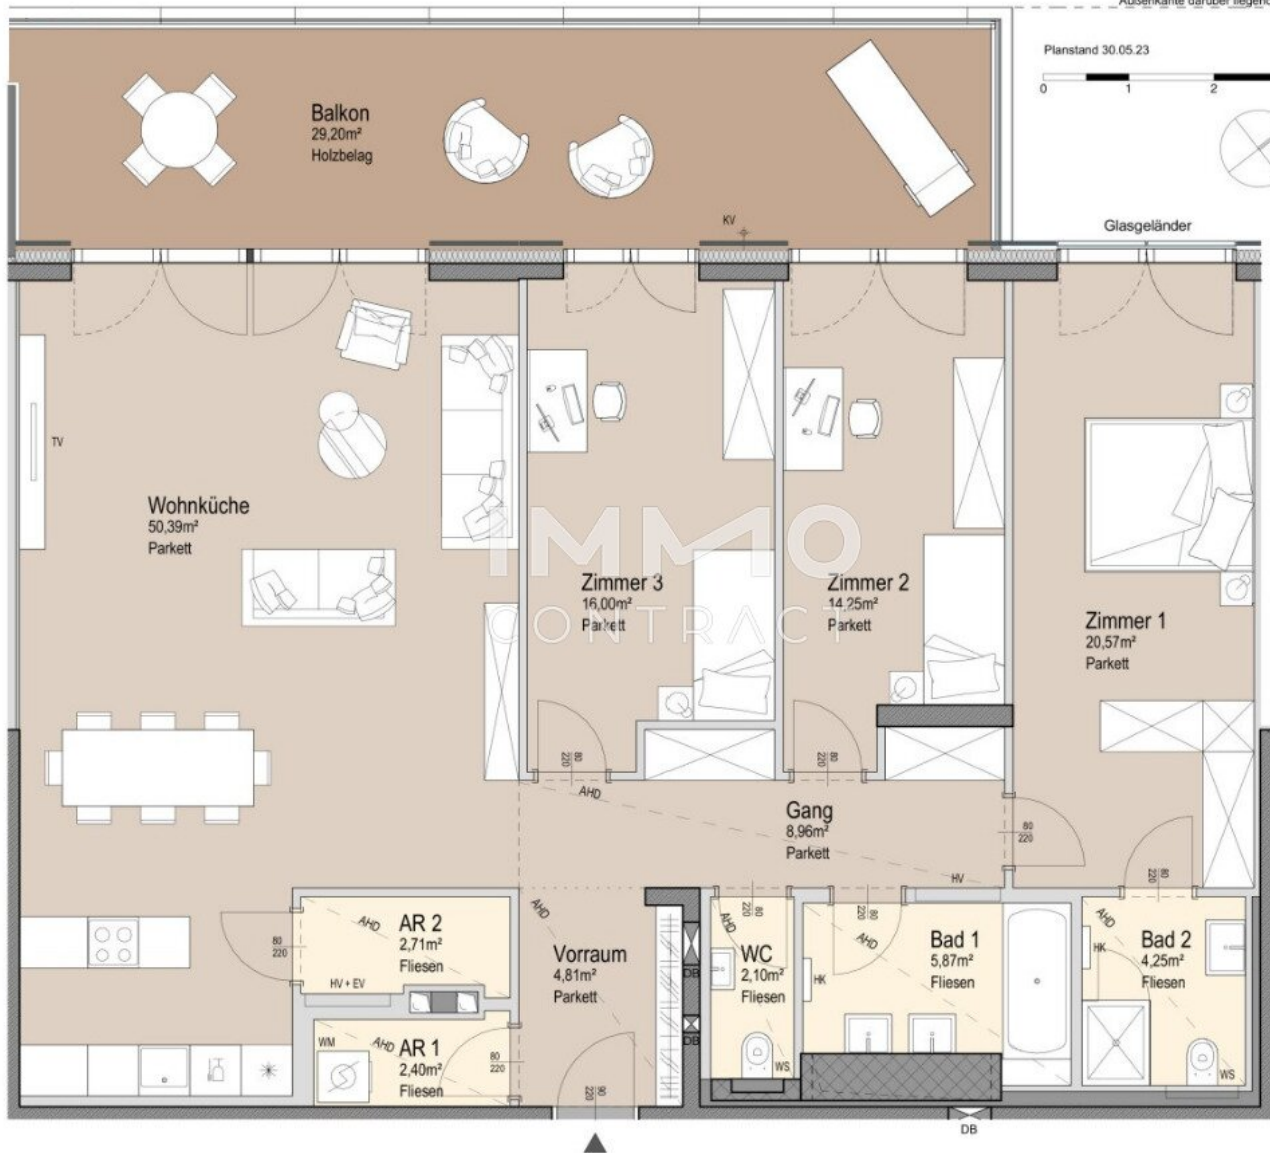 Außenkante darüber liegend
Planstand 30.05.23
0 1 2
Balkon
29,20m²
Holzbelag
KV
Glasgeländer
TV
Wohnküche
50,39m²
Parkett
IMMO
CONTRACT
Zimmer 3
16,00m²
Parkett
Zimmer 2
14,25m²
Parkett
Zimmer 1
20,57m²
Parkett
80
220
80
220
AHD
Gang
8,96m²
Parkett
80
220
HV
80
220
AHD
AR 2
2,71m²
Fliesen
80
220
HV + EV
AHD
Vorraum
4,81m²
Parkett
DB
DB
AHD
80
220
WC
2,10m²
Fliesen
WS
80
220
AHD
HK
Bad 1
5,87m²
Fliesen
AHD
HK
Bad 2
4,25m²
Fliesen
WS
WM
AHD
AR 1
2,40m²
Fliesen
80
220
90
220
DB